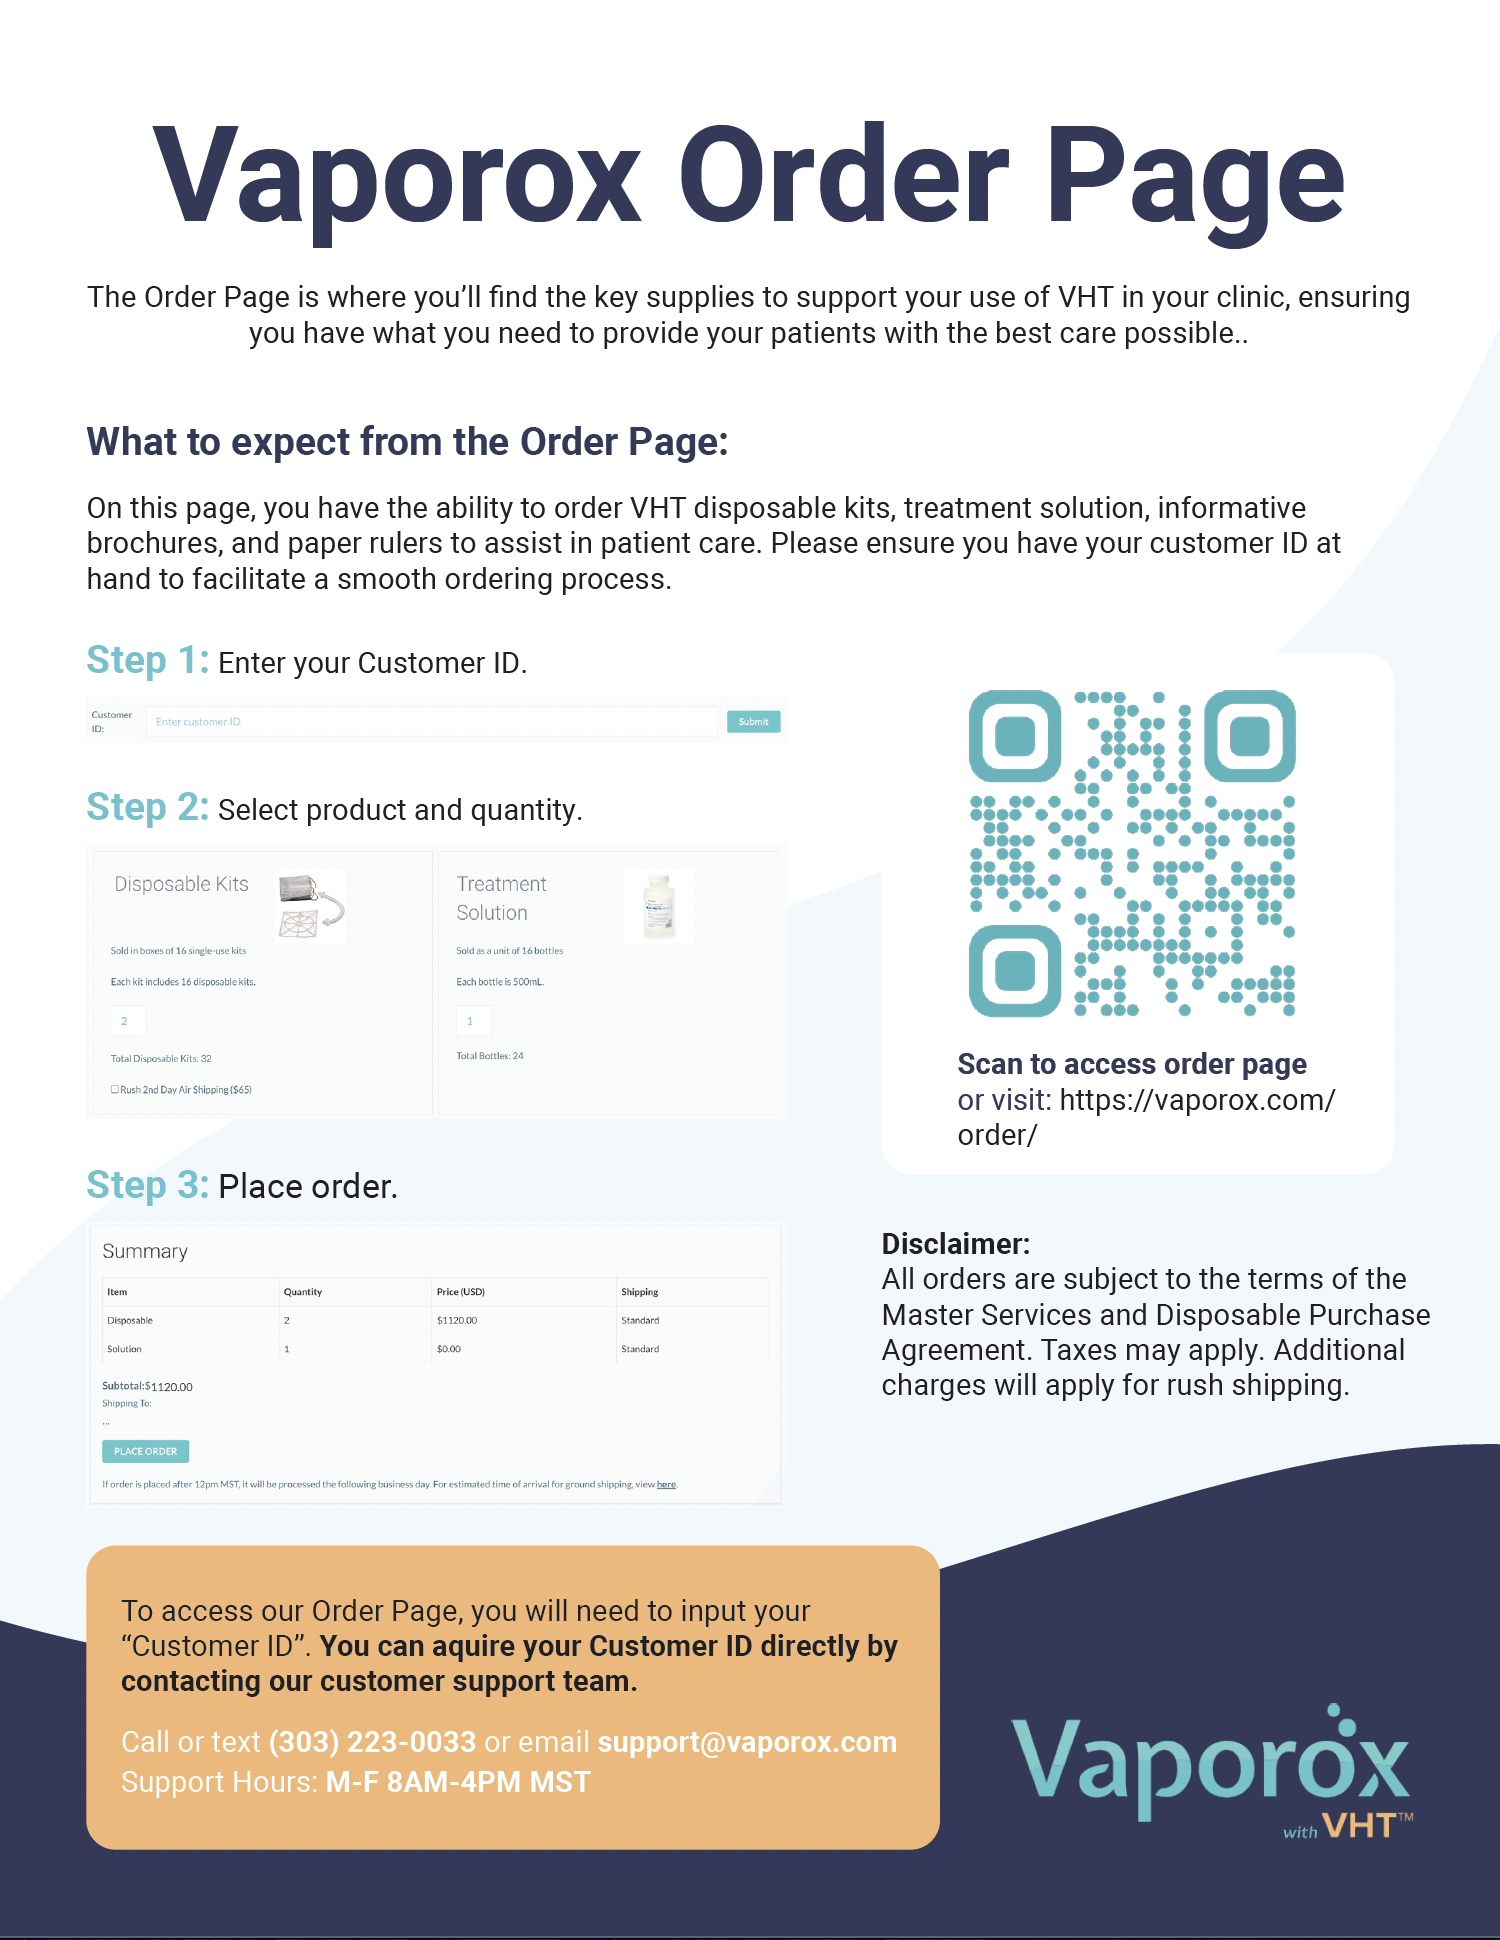 Vaporox Order Page
The Order Page is where you’ll find the key supplies to support your use of VHT in your clinic, ensuring
you have what you need to provide your patients with the best care possible..
What to expect from the Order Page:
On this page, you have the ability to order VHT disposable kits, treatment solution, informative
brochures, and paper rulers to assist in patient care. Please ensure you have your customer ID at
hand to facilitate a smooth ordering process.
Step 1: Enter your Customer ID.
Customer
ID:
Enter customer ID
Submit
Step 2: Select product and quantity.
Disposable Kits
Sold in boxes of 16 single-use kits
Each kit includes 16 disposable kits.
2
Total Disposable Kits: 32
Rush 2nd Day Air Shipping ($65)
Treatment
Solution
Sold as a unit of 16 bottles
Each bottle is 500mL.
1
Total Bottles: 24
Step 3: Place order.
Summary
Item Quantity Price (USD) Shipping
Disposable 2 $1120.00 Standard
Solution 1 $0.00 Standard
Subtotal:$1120.00
Shipping To:
...
PLACE ORDER
If order is placed after 12pm MST, it will be processed the following business day. For estimated time of arrival for ground shipping, view here.
Scan to access order page
or visit: https://vaporox.com/
order/
Disclaimer:
All orders are subject to the terms of the
Master Services and Disposable Purchase
Agreement. Taxes may apply. Additional
charges will apply for rush shipping.
To access our Order Page, you will need to input your
“Customer ID”. You can aquire your Customer ID directly by
contacting our customer support team.
Call or text (303) 223-0033 or email support@vaporox.com
Support Hours: M-F 8AM-4PM MST
Vaporox
with VHT™